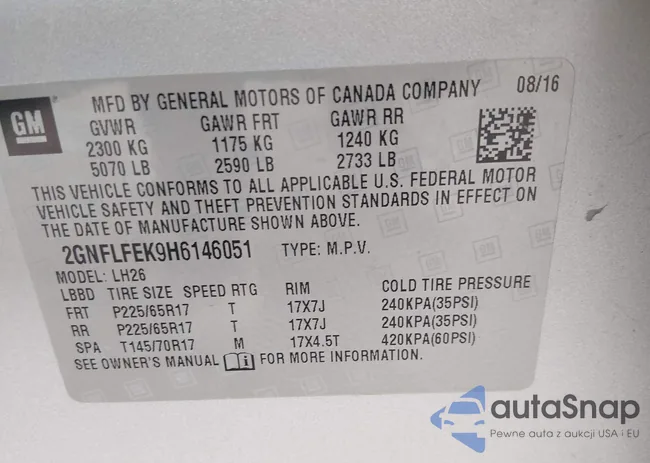 GM
MFD BY GENERAL MOTORS OF CANADA COMPANY 08/16
GVWR GAWR FRT GAWR RR
2300 KG 1175 KG 1240 KG
5070 LB 2590 LB 2733 LB
THIS VEHICLE CONFORMS TO ALL APPLICABLE U.S. FEDERAL MOTOR
VEHICLE SAFETY AND THEFT PREVENTION STANDARDS IN EFFECT ON
THE DATE OF MANUFACTURE SHOWN ABOVE.
2GNFLFEK9H6146051 TYPE: M.P.V.
MODEL: LH26
LBBD TIRE SIZE SPEED RTG RIM COLD TIRE PRESSURE
FRT P225/65R17 T 17X7J 240KPA(35PSI)
RR P225/65R17 T 17X7J 240KPA(35PSI)
SPA T145/70R17 M 17X4.5T 420KPA(60PSI)
SEE OWNER'S MANUAL FOR MORE INFORMATION.
autaSnap
Pewne auta z aukcji USA i EU